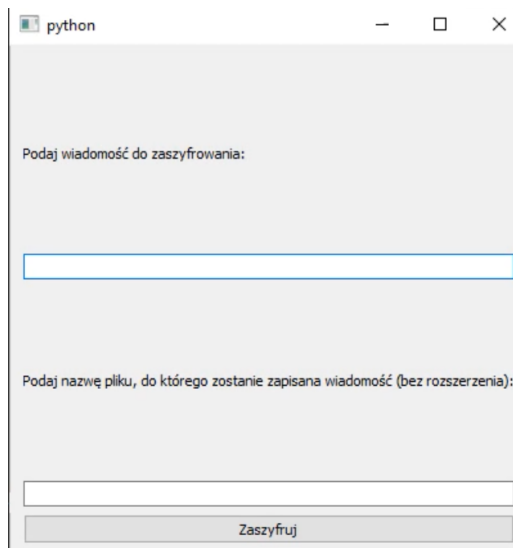 python
Podaj wiadomość do zaszyfrowania:
Podaj nazwę pliku, do którego zostanie zapisana wiadomość (bez rozszerzenia):
Zaszyfruj